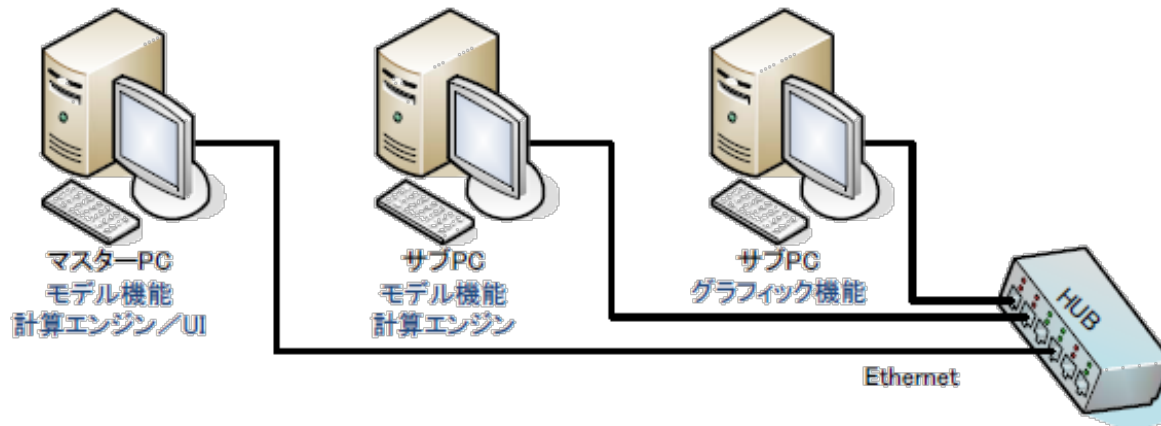 マスターPC
モデル機能
計算エンジン／UI
サブPC
モデル機能
計算エンジン
サブPC
グラフィック機能
HUB
Ethernet